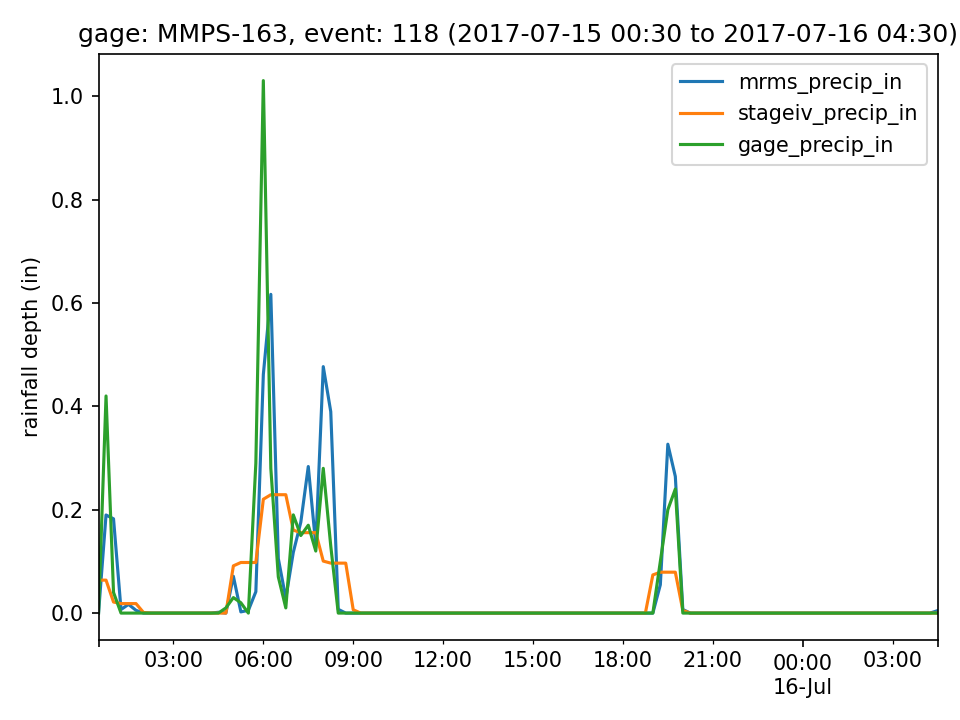 gage: MMPS-163, event: 118 (2017-07-15 00:30 to 2017-07-16 04:30)
mrms_precip_in
stageiv_precip_in
gage_precip_in
rainfall depth (in)
1.0
0.8
0.6
0.4
0.2
0.0
03:00 06:00 09:00 12:00 15:00 18:00 21:00 00:00 03:00
16-Jul